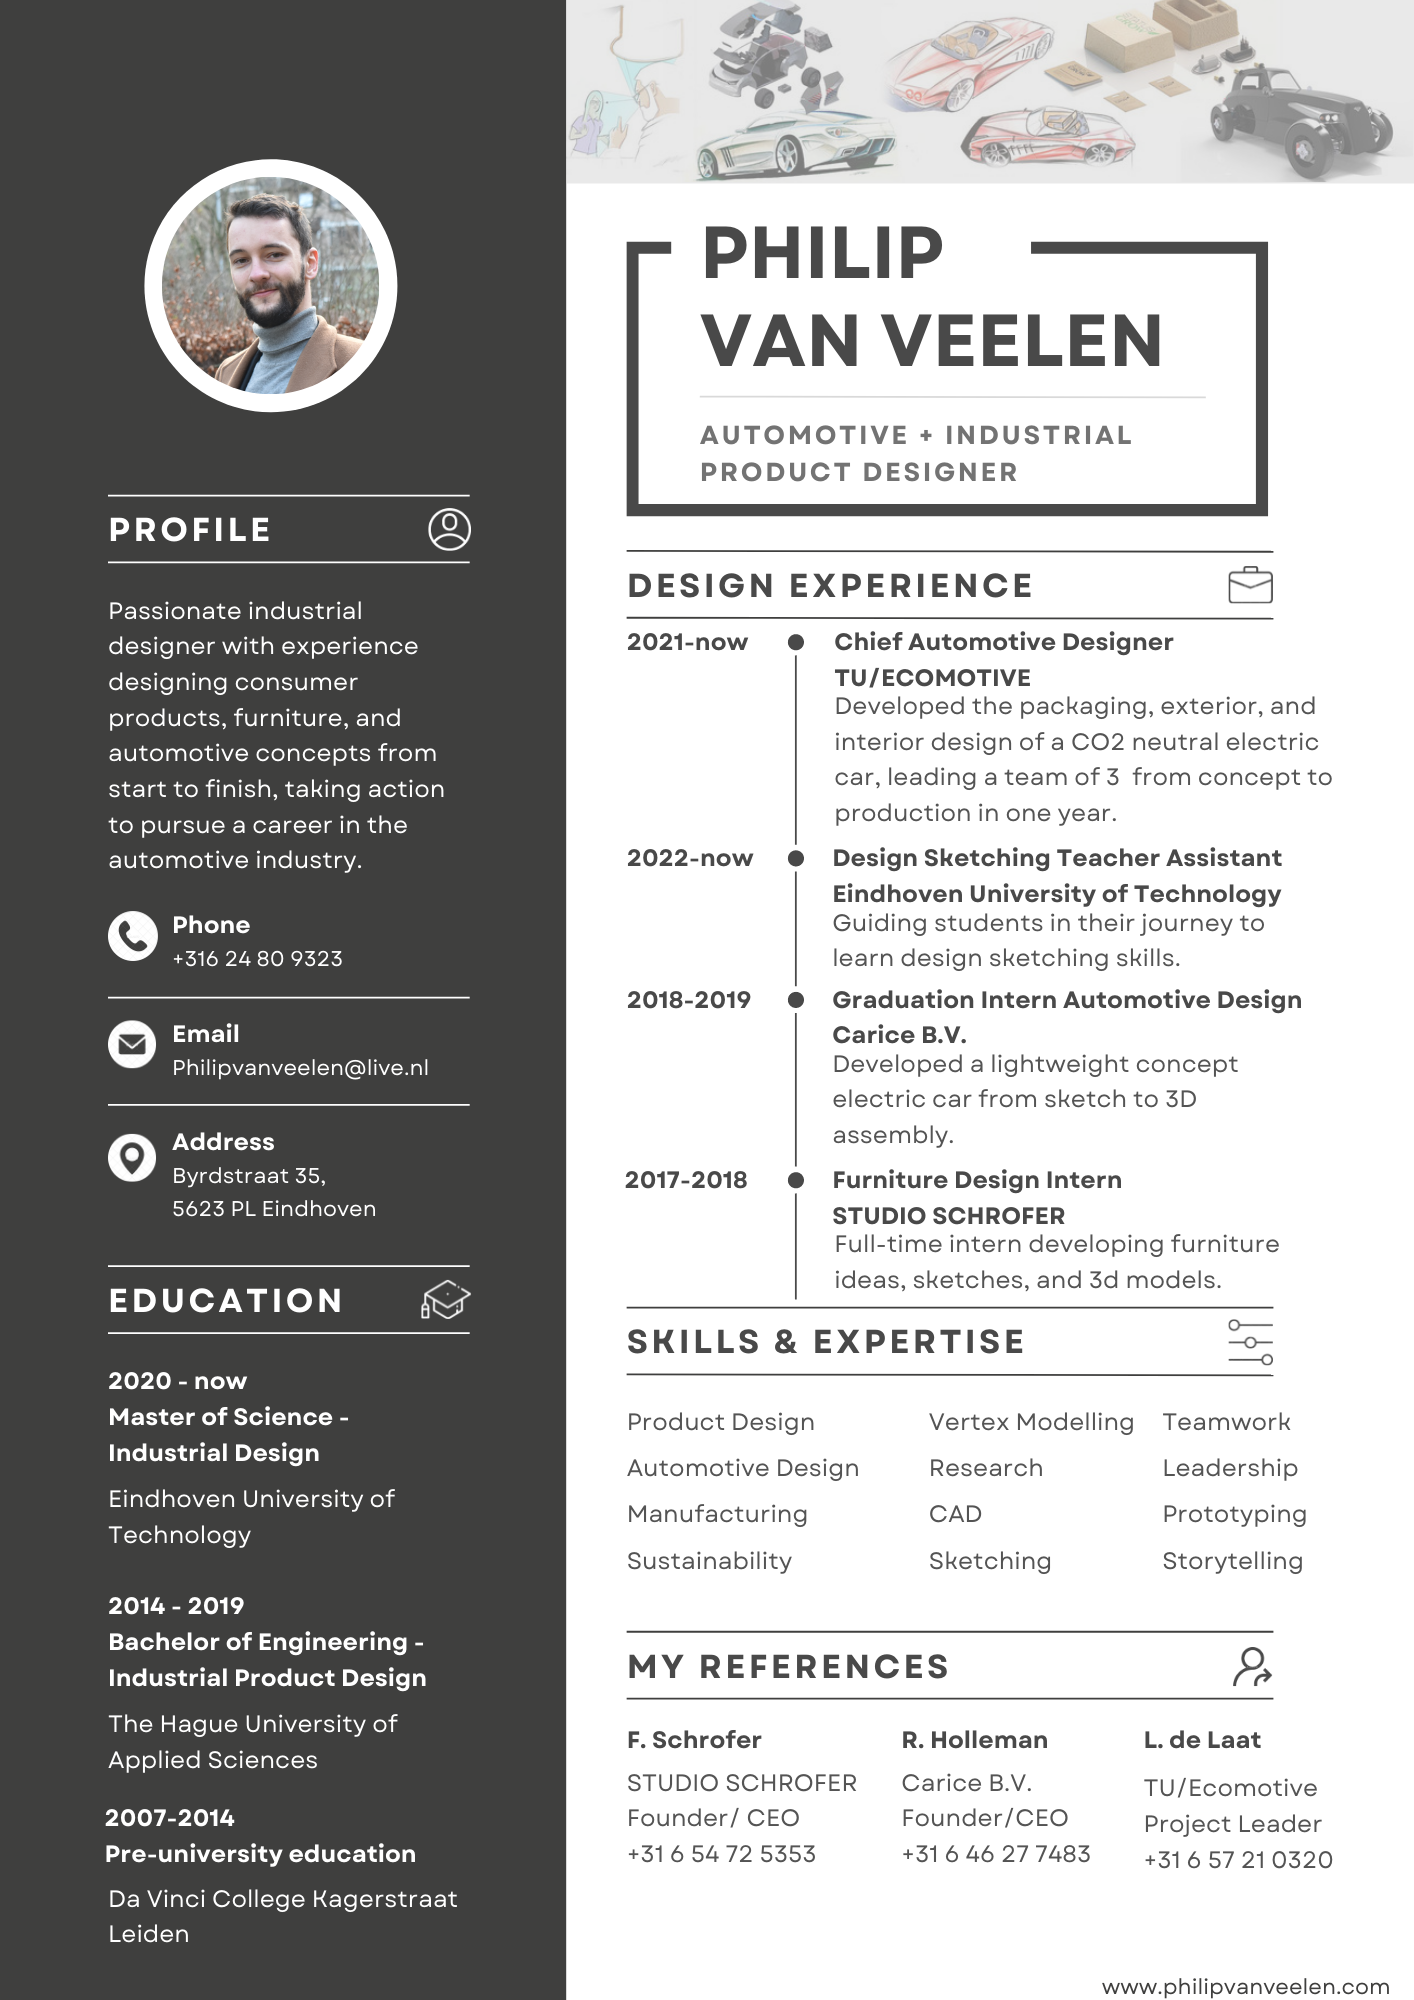 PHILIP
VAN VEELEN
AUTOMOTIVE + INDUSTRIAL
PRODUCT DESIGNER
PROFILE
Passionate industrial
designer with experience
designing consumer
products, furniture, and
automotive concepts from
start to finish, taking action
to pursue a career in the
automotive industry.
Phone
+316 24 80 9323
Email
Philipvanveelen@live.nl
Address
Byrdstraat 35,
5623 PL Eindhoven
EDUCATION
2020 - now
Master of Science -
Industrial Design
Eindhoven University of
Technology
2014 - 2019
Bachelor of Engineering -
Industrial Product Design
The Hague University of
Applied Sciences
2007-2014
Pre-university education
Da Vinci College Kagerstraat
Leiden
DESIGN EXPERIENCE
2021-now
Chief Automotive Designer
TU/ECOMOTIVE
Developed the packaging, exterior, and
interior design of a CO2 neutral electric
car, leading a team of 3  from concept to
production in one year.
2022-now
Design Sketching Teacher Assistant
Eindhoven University of Technology
Guiding students in their journey to
learn design sketching skills.
2018-2019
Graduation Intern Automotive Design
Carice B.V.
Developed a lightweight concept
electric car from sketch to 3D
assembly.
2017-2018
Furniture Design Intern
STUDIO SCHROFER
Full-time intern developing furniture
ideas, sketches, and 3d models.
SKILLS & EXPERTISE
Product Design
Automotive Design
Manufacturing
Sustainability
Vertex Modelling
Research
CAD
Sketching
Teamwork
Leadership
Prototyping
Storytelling
MY REFERENCES
F. Schrofer
STUDIO SCHROFER
Founder/ CEO
+31 6 54 72 5353
R. Holleman
Carice B.V.
Founder/CEO
+31 6 46 27 7483
L. de Laat
TU/Ecomotive
Project Leader
+31 6 57 21 0320
www.philipvanveelen.com